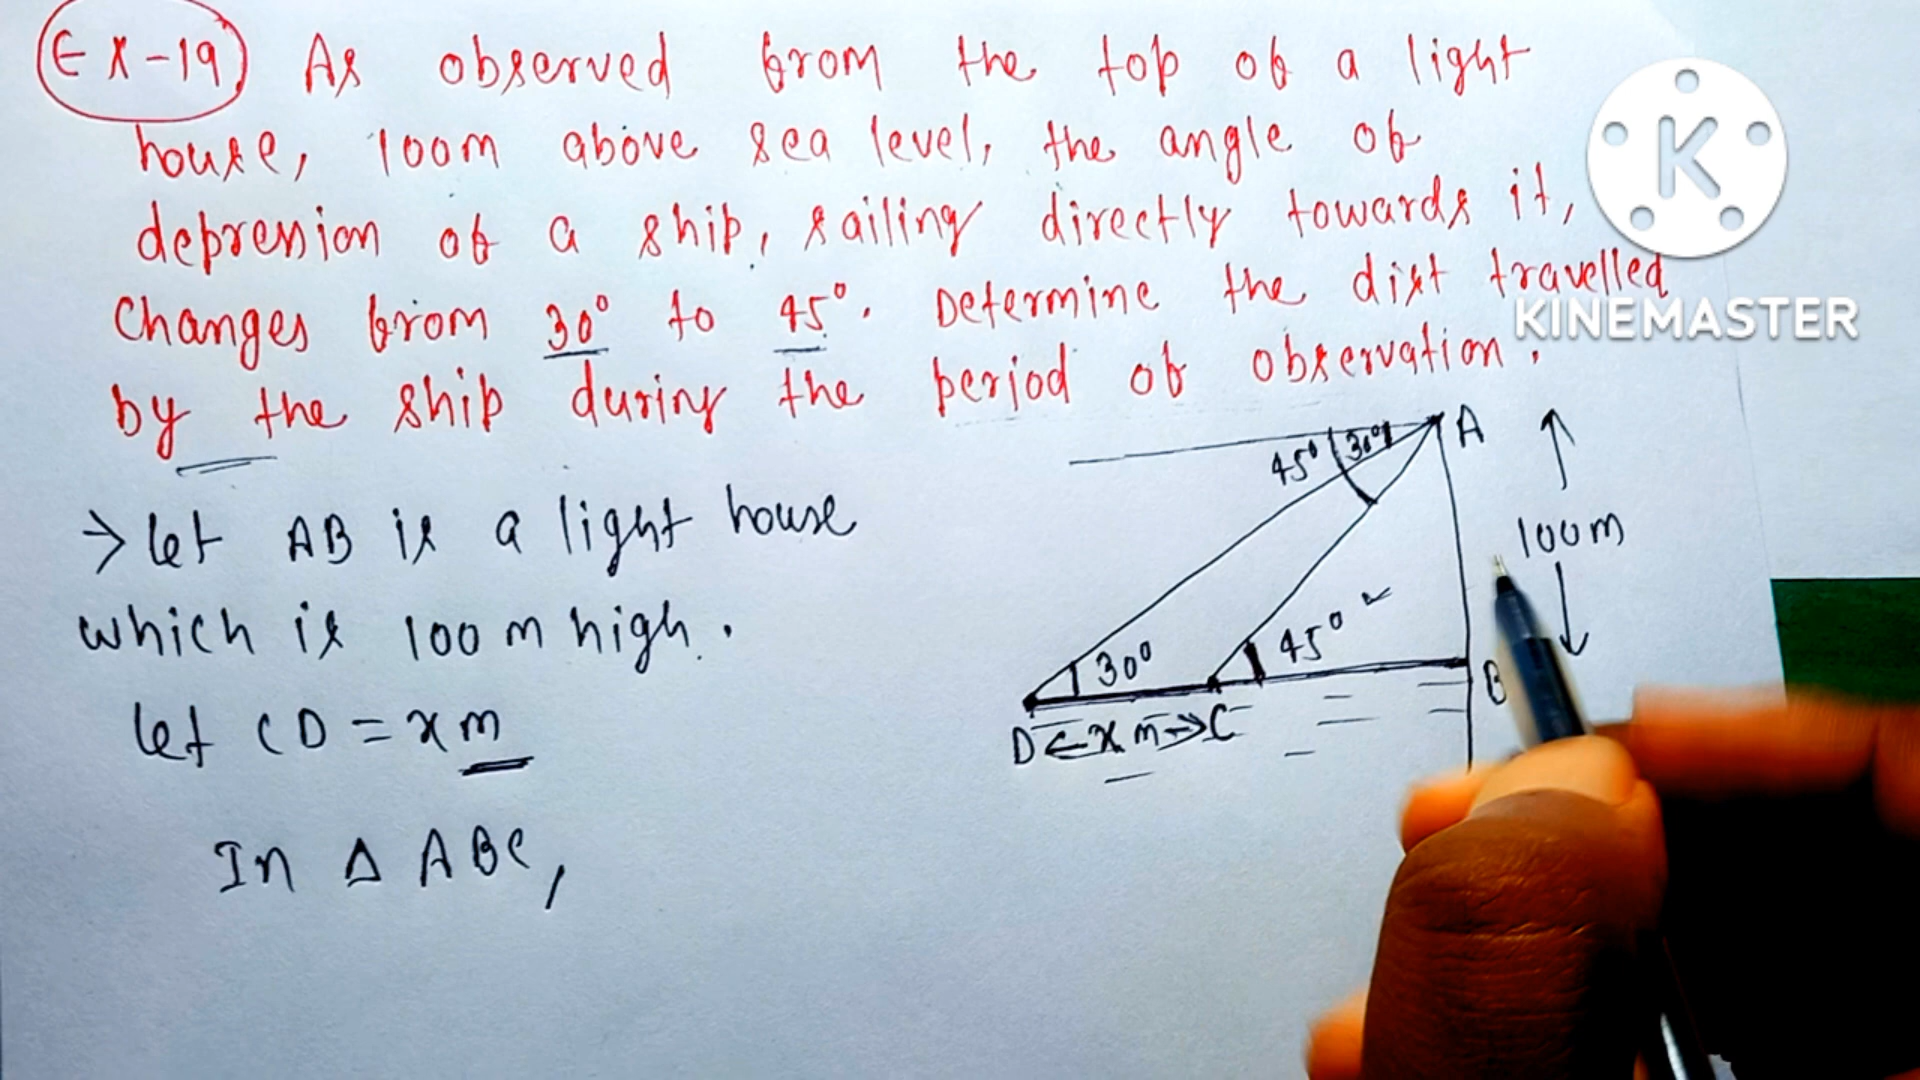 Ex-19 As observed from the top of a light
house, 100m above sea level, the angle of
depression of a ship, sailing directly towards it,
changes from 30° to 45°. Determine the dist travelled
by the ship during the period of observation.
K
KINEMASTER
→ let AB is a light house
which is 100 m high.
let CD = x m
In Δ ABC,
45° 30° A
100m
30° 45°
B
D ← x m → C